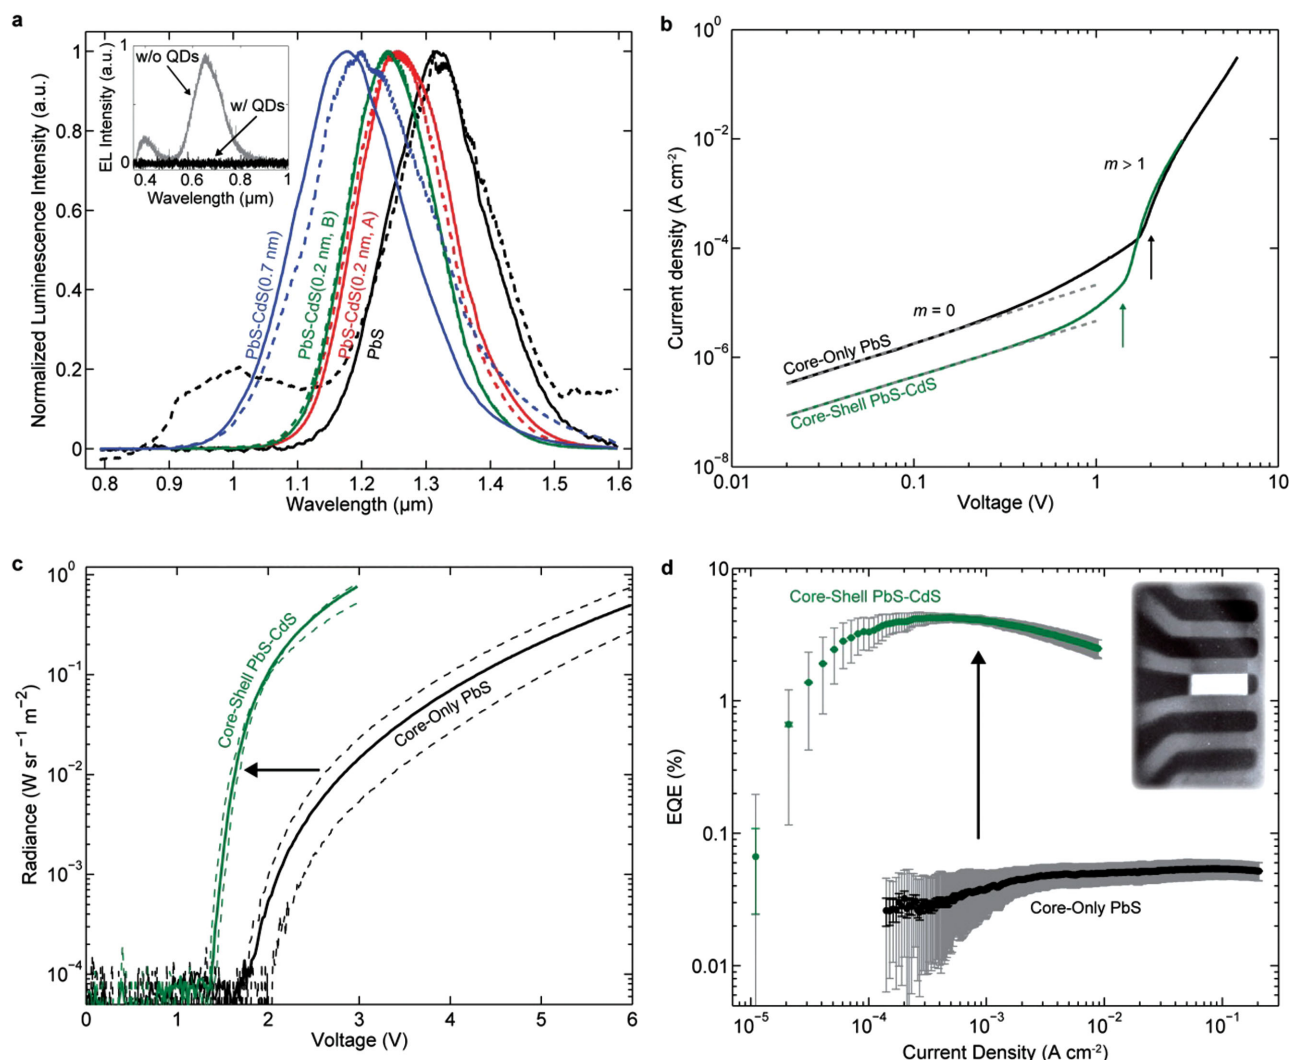 a
Normalized Luminescence Intensity (a.u.)
1
0.8
0.6
0.4
0.2
0
0.8
0.9
1
1.1
1.2
1.3
1.4
1.5
1.6
Wavelength (μm)
PbS-CdS(0.7 nm)
PbS-CdS(0.2 nm, B)
PbS-CdS(0.2 nm, A)
PbS
EL Intensity (a.u.)
1
0
w/o QDs
w/ QDs
0.4
0.6
0.8
1
Wavelength (μm)
b
Current density (A cm⁻²)
10⁰
10⁻²
10⁻⁴
10⁻⁶
10⁻⁸
m > 1
m = 0
Core-Only PbS
Core-Shell PbS-CdS
0.01
0.1
1
10
Voltage (V)
c
Radiance (W sr⁻¹ m⁻²)
10⁰
10⁻¹
10⁻²
10⁻³
10⁻⁴
Core-Shell PbS-CdS
Core-Only PbS
0
1
2
3
4
5
6
Voltage (V)
d
EQE (%)
10
1
0.1
0.01
Core-Shell PbS-CdS
Core-Only PbS
10⁻⁵
10⁻⁴
10⁻³
10⁻²
10⁻¹
Current Density (A cm⁻²)